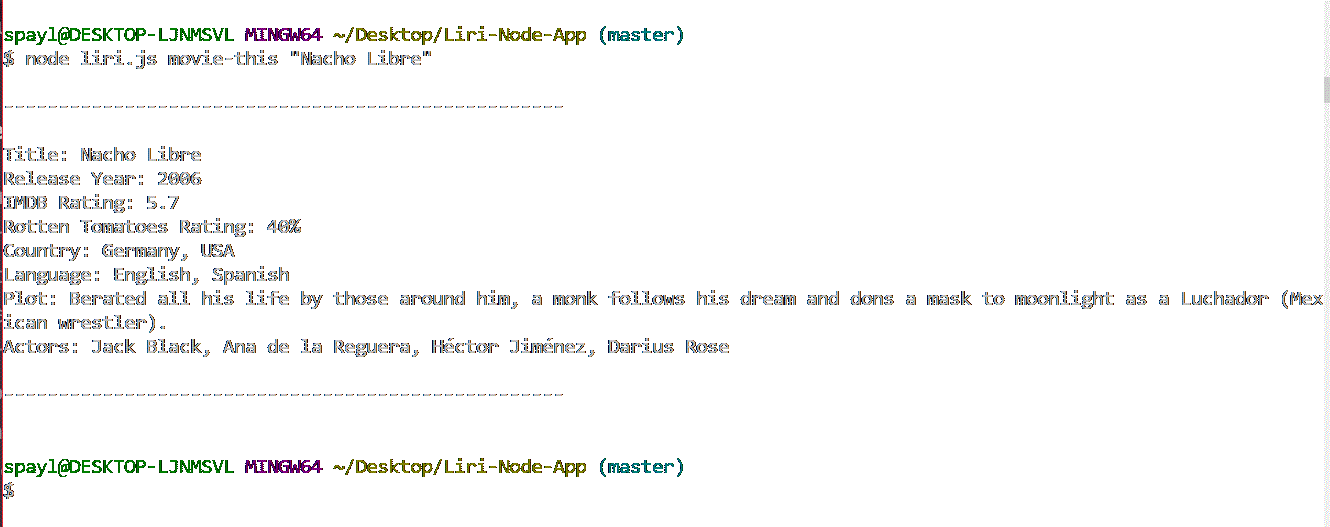 spayl@DESKTOP-LJNMSVL MINGW64 ~/Desktop/Liri-Node-App (master)
$ node liri.js movie-this "Nacho Libre"
---------------------------------------------------
Title: Nacho Libre
Release Year: 2006
IMDB Rating: 5.7
Rotten Tomatoes Rating: 40%
Country: Germany, USA
Language: English, Spanish
Plot: Berated all his life by those around him, a monk follows his dream and dons a mask to moonlight as a Luchador (Mex
ican wrestler).
Actors: Jack Black, Ana de la Reguera, Héctor Jiménez, Darius Rose
---------------------------------------------------
spayl@DESKTOP-LJNMSVL MINGW64 ~/Desktop/Liri-Node-App (master)
$